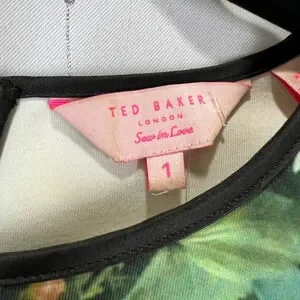 TED BAKER
LONDON
Sew in Love
1